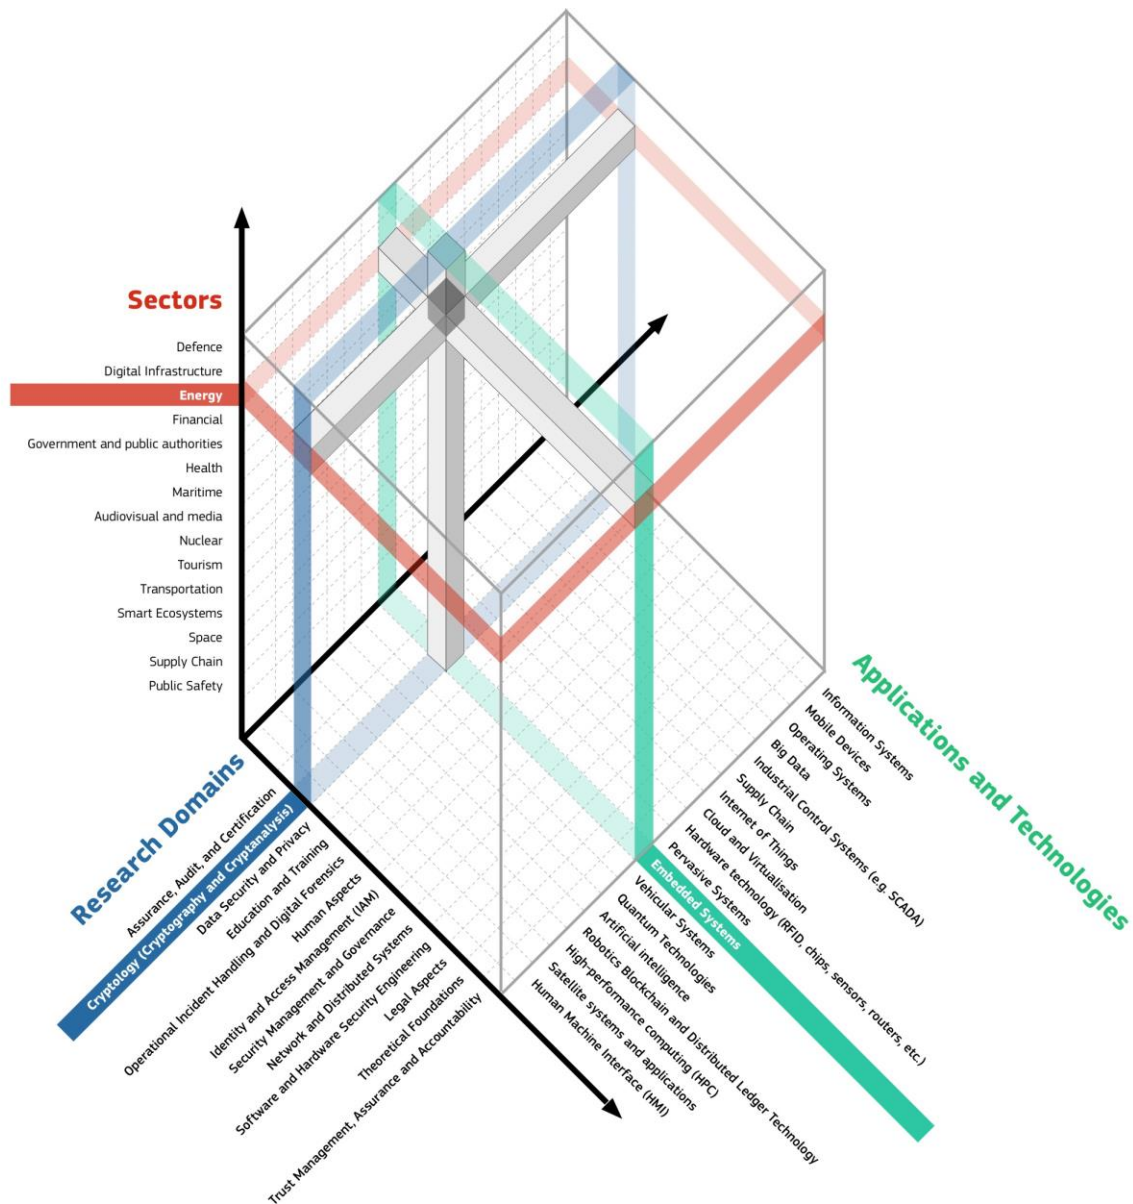 Sectors
Defence
Digital Infrastructure
Energy
Financial
Government and public authorities
Health
Maritime
Audiovisual and media
Nuclear
Tourism
Transportation
Smart Ecosystems
Space
Supply Chain
Public Safety
Research Domains
Assurance, Audit, and Certification
Cryptology (Cryptography and Cryptanalysis)
Data Security and Privacy
Education and Training
Operational Incident Handling and Digital Forensics
Human Aspects
Identity and Access Management (IAM)
Security Management and Governance
Network and Distributed Systems
Software and Hardware Security Engineering
Legal Aspects
Theoretical Foundations
Trust Management, Assurance and Accountability
Applications and Technologies
Information Systems
Mobile Devices
Operating Systems
Big Data
Industrial Control Systems (e.g. SCADA)
Supply Chain
Internet of Things
Cloud and Virtualisation
Hardware technology (RFID, chips, sensors, routers, etc.)
Pervasive Systems
Embedded Systems
Vehicular Systems
Quantum Technologies
Artificial intelligence
Robotics Blockchain and Distributed Ledger Technology
High-performance computing (HPC)
Satellite systems and applications
Human Machine Interface (HMI)